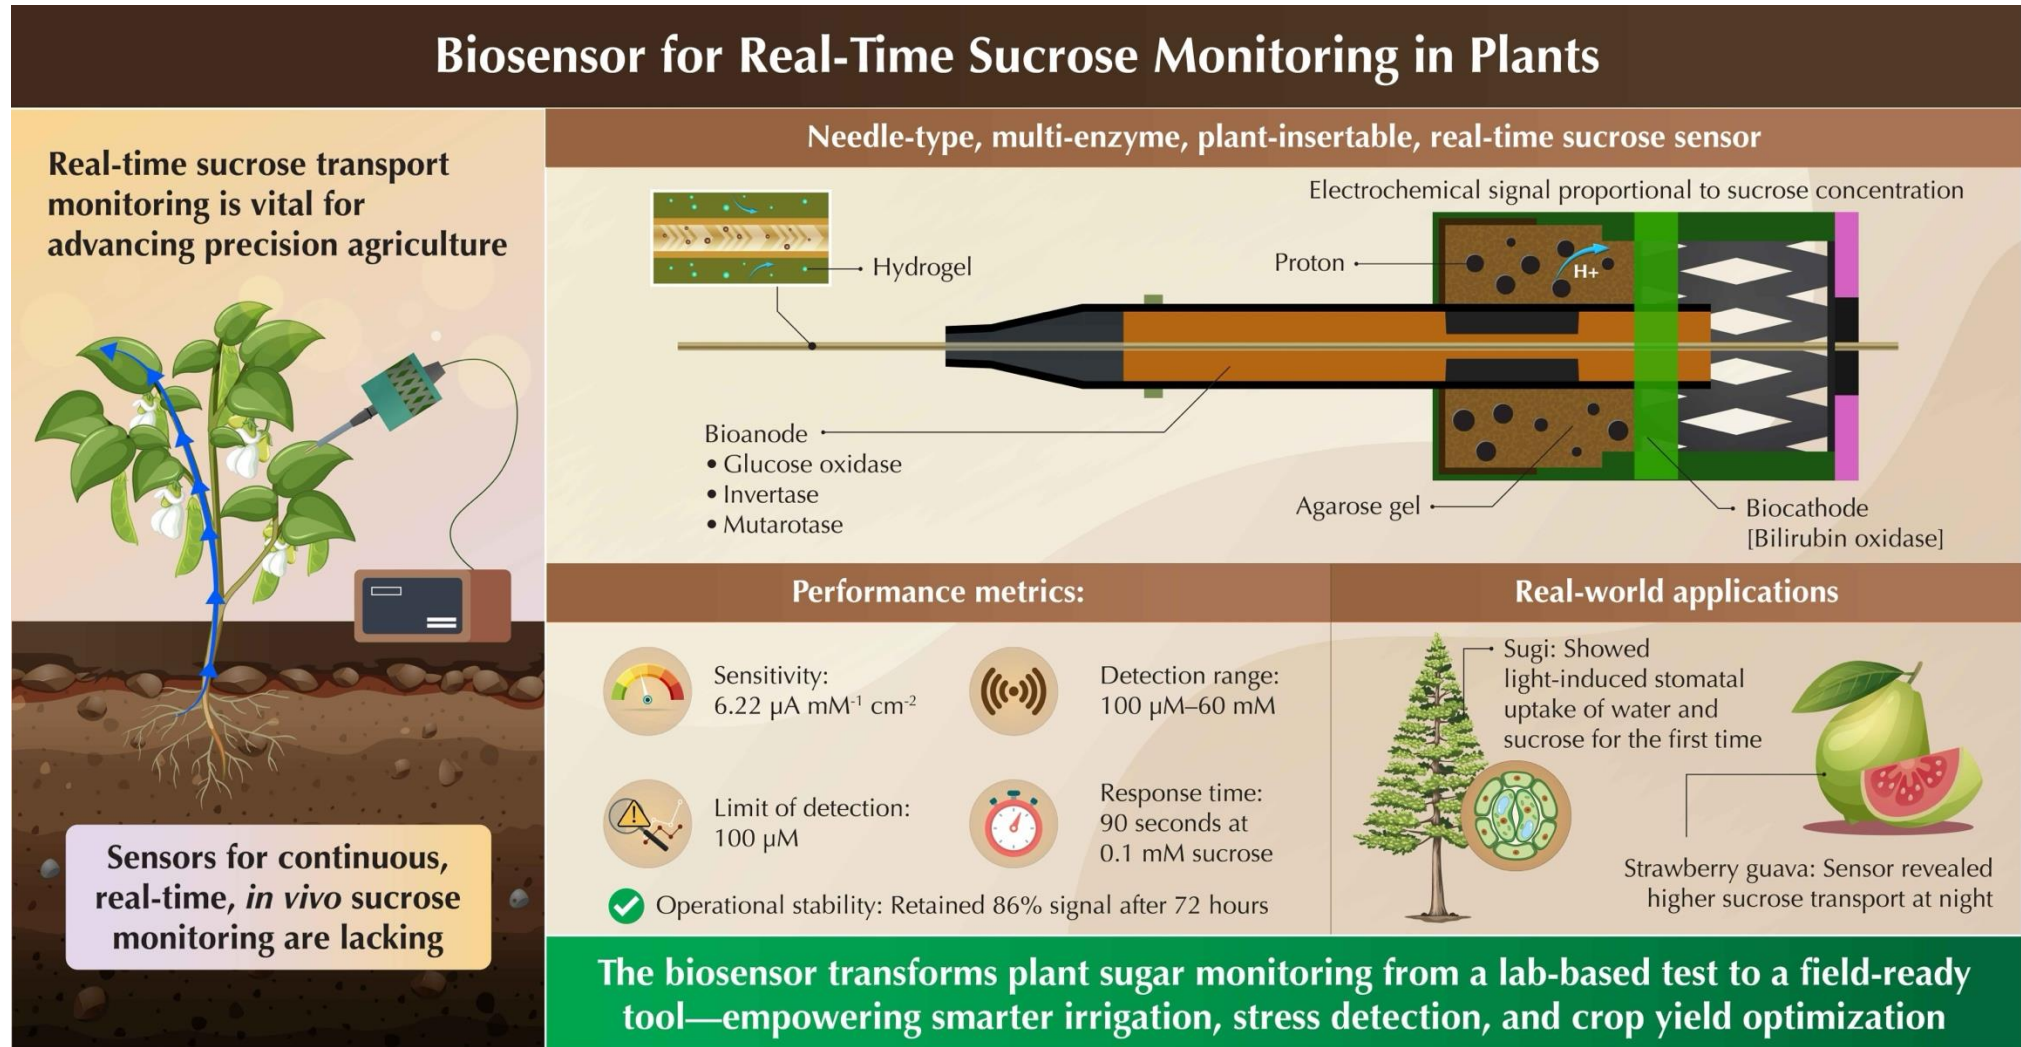 Biosensor for Real-Time Sucrose Monitoring in Plants
Real-time sucrose transport
monitoring is vital for
advancing precision agriculture
Sensors for continuous,
real-time, in vivo sucrose
monitoring are lacking
Needle-type, multi-enzyme, plant-insertable, real-time sucrose sensor
Electrochemical signal proportional to sucrose concentration
Hydrogel
Proton
H+
Bioanode
• Glucose oxidase
• Invertase
• Mutarotase
Agarose gel
Biocathode
[Bilirubin oxidase]
Performance metrics:
Sensitivity:
6.22 µA mM⁻¹ cm⁻²
Detection range:
100 µM–60 mM
Limit of detection:
100 µM
Response time:
90 seconds at
0.1 mM sucrose
Operational stability: Retained 86% signal after 72 hours
Real-world applications
Sugi: Showed
light-induced stomatal
uptake of water and
sucrose for the first time
Strawberry guava: Sensor revealed
higher sucrose transport at night
The biosensor transforms plant sugar monitoring from a lab-based test to a field-ready
tool—empowering smarter irrigation, stress detection, and crop yield optimization